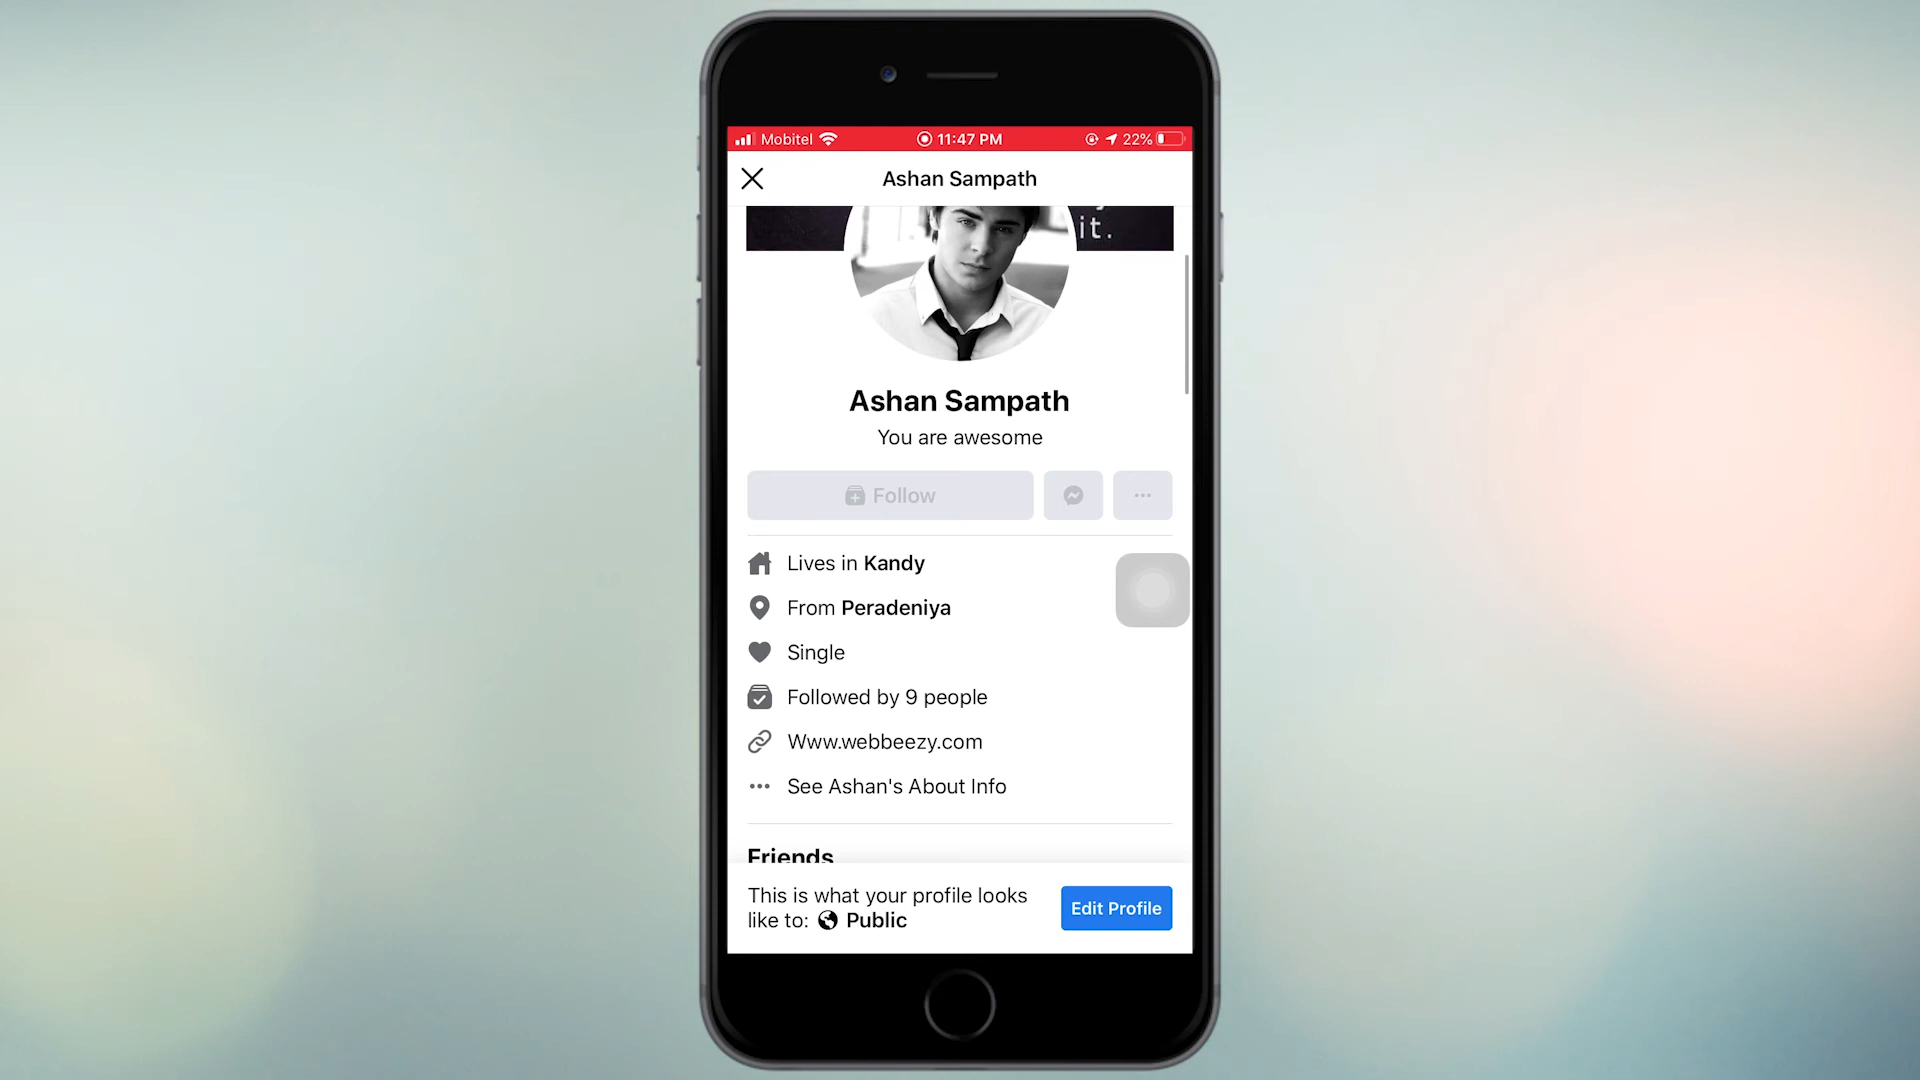 Mobitel 11:47 PM 22%
Ashan Sampath
it.
Ashan Sampath
You are awesome
Follow
Lives in Kandy
From Peradeniya
Single
Followed by 9 people
Www.webbeezy.com
See Ashan's About Info
Friends
This is what your profile looks
like to: Public
Edit Profile